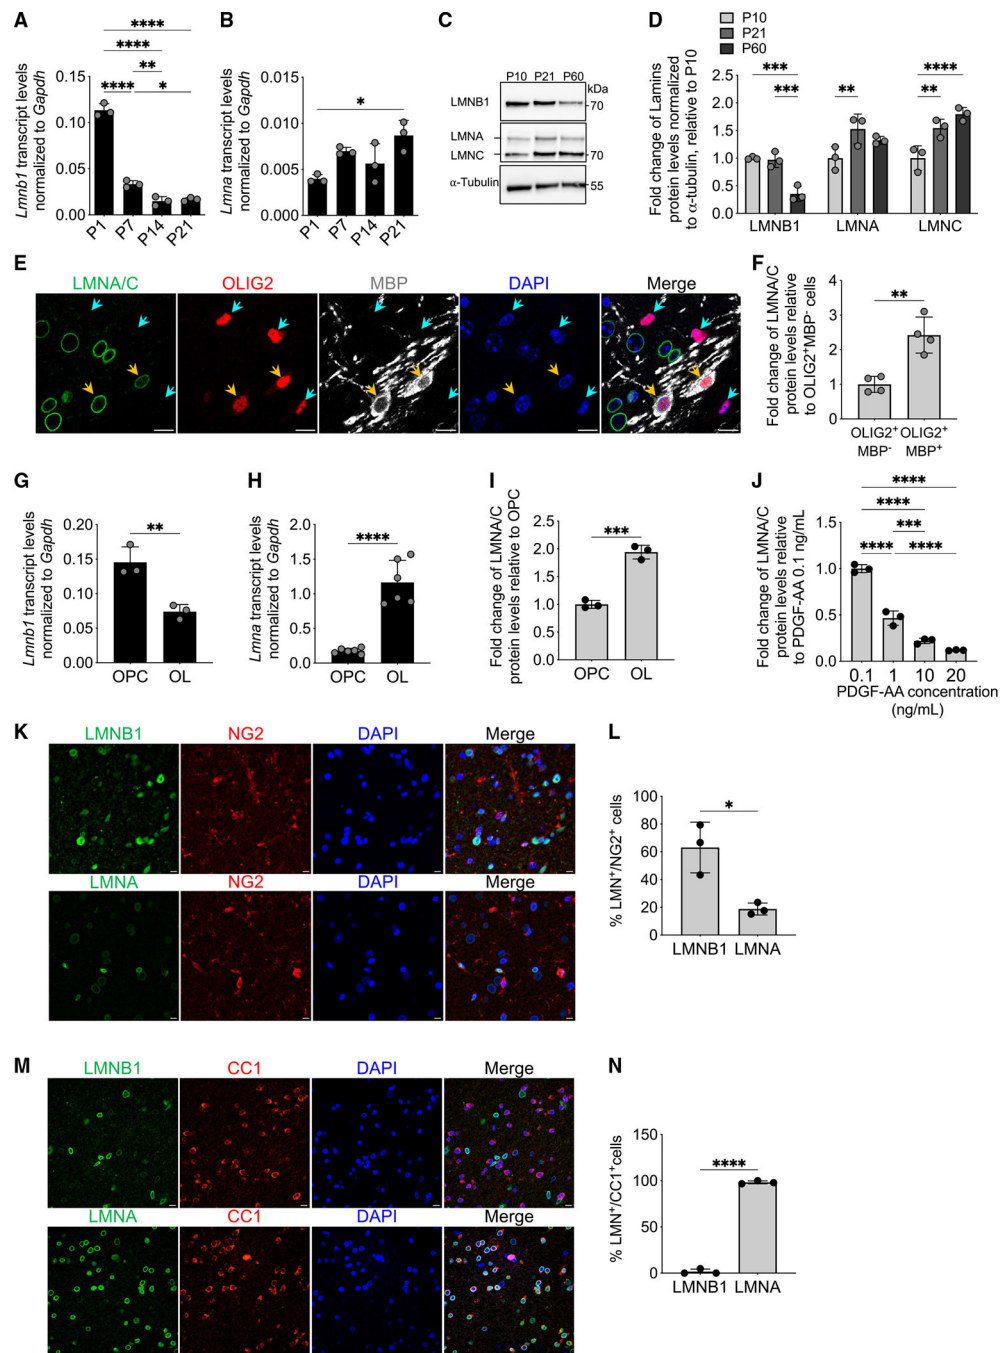 A
****
****
**
****
*
Lmnb1 transcript levels
normalized to Gapdh
0.15
0.10
0.05
0.00
P1
P7
P14
P21
B
*
Lmna transcript levels
normalized to Gapdh
0.015
0.010
0.005
0.000
P1
P7
P14
P21
C
P10 P21 P60
kDa
LMNB1
70
LMNA
LMNC
70
α-Tubulin
55
D
P10
P21
P60
***
***
**
****
**
Fold change of Lamins
protein levels normalized
to α-tubulin, relative to P10
2.5
2.0
1.5
1.0
0.5
0.0
LMNB1
LMNA
LMNC
E
LMNA/C
OLIG2
MBP
DAPI
Merge
F
**
Fold change of LMNA/C
protein levels relative
to OLIG2+MBP- cells
4
3
2
1
0
OLIG2+ OLIG2+
MBP- MBP+
G
**
Lmnb1 transcript levels
normalized to Gapdh
0.20
0.15
0.10
0.05
0.00
OPC
OL
H
****
Lmna transcript levels
normalized to Gapdh
2.0
1.5
1.0
0.5
0.0
OPC
OL
I
***
Fold change of LMNA/C
protein levels relative to OPC
2.5
2.0
1.5
1.0
0.5
0.0
OPC
OL
J
****
****
***
****
****
Fold change of LMNA/C
protein levels relative
to PDGF-AA 0.1 ng/mL
1.5
1.0
0.5
0.0
0.1 1 10 20
PDGF-AA concentration
(ng/mL)
K
LMNB1
NG2
DAPI
Merge
LMNA
NG2
DAPI
Merge
L
*
% LMN+/NG2+ cells
100
80
60
40
20
0
LMNB1 LMNA
M
LMNB1
CC1
DAPI
Merge
LMNA
CC1
DAPI
Merge
N
****
% LMN+/CC1+cells
150
100
50
0
LMNB1 LMNA